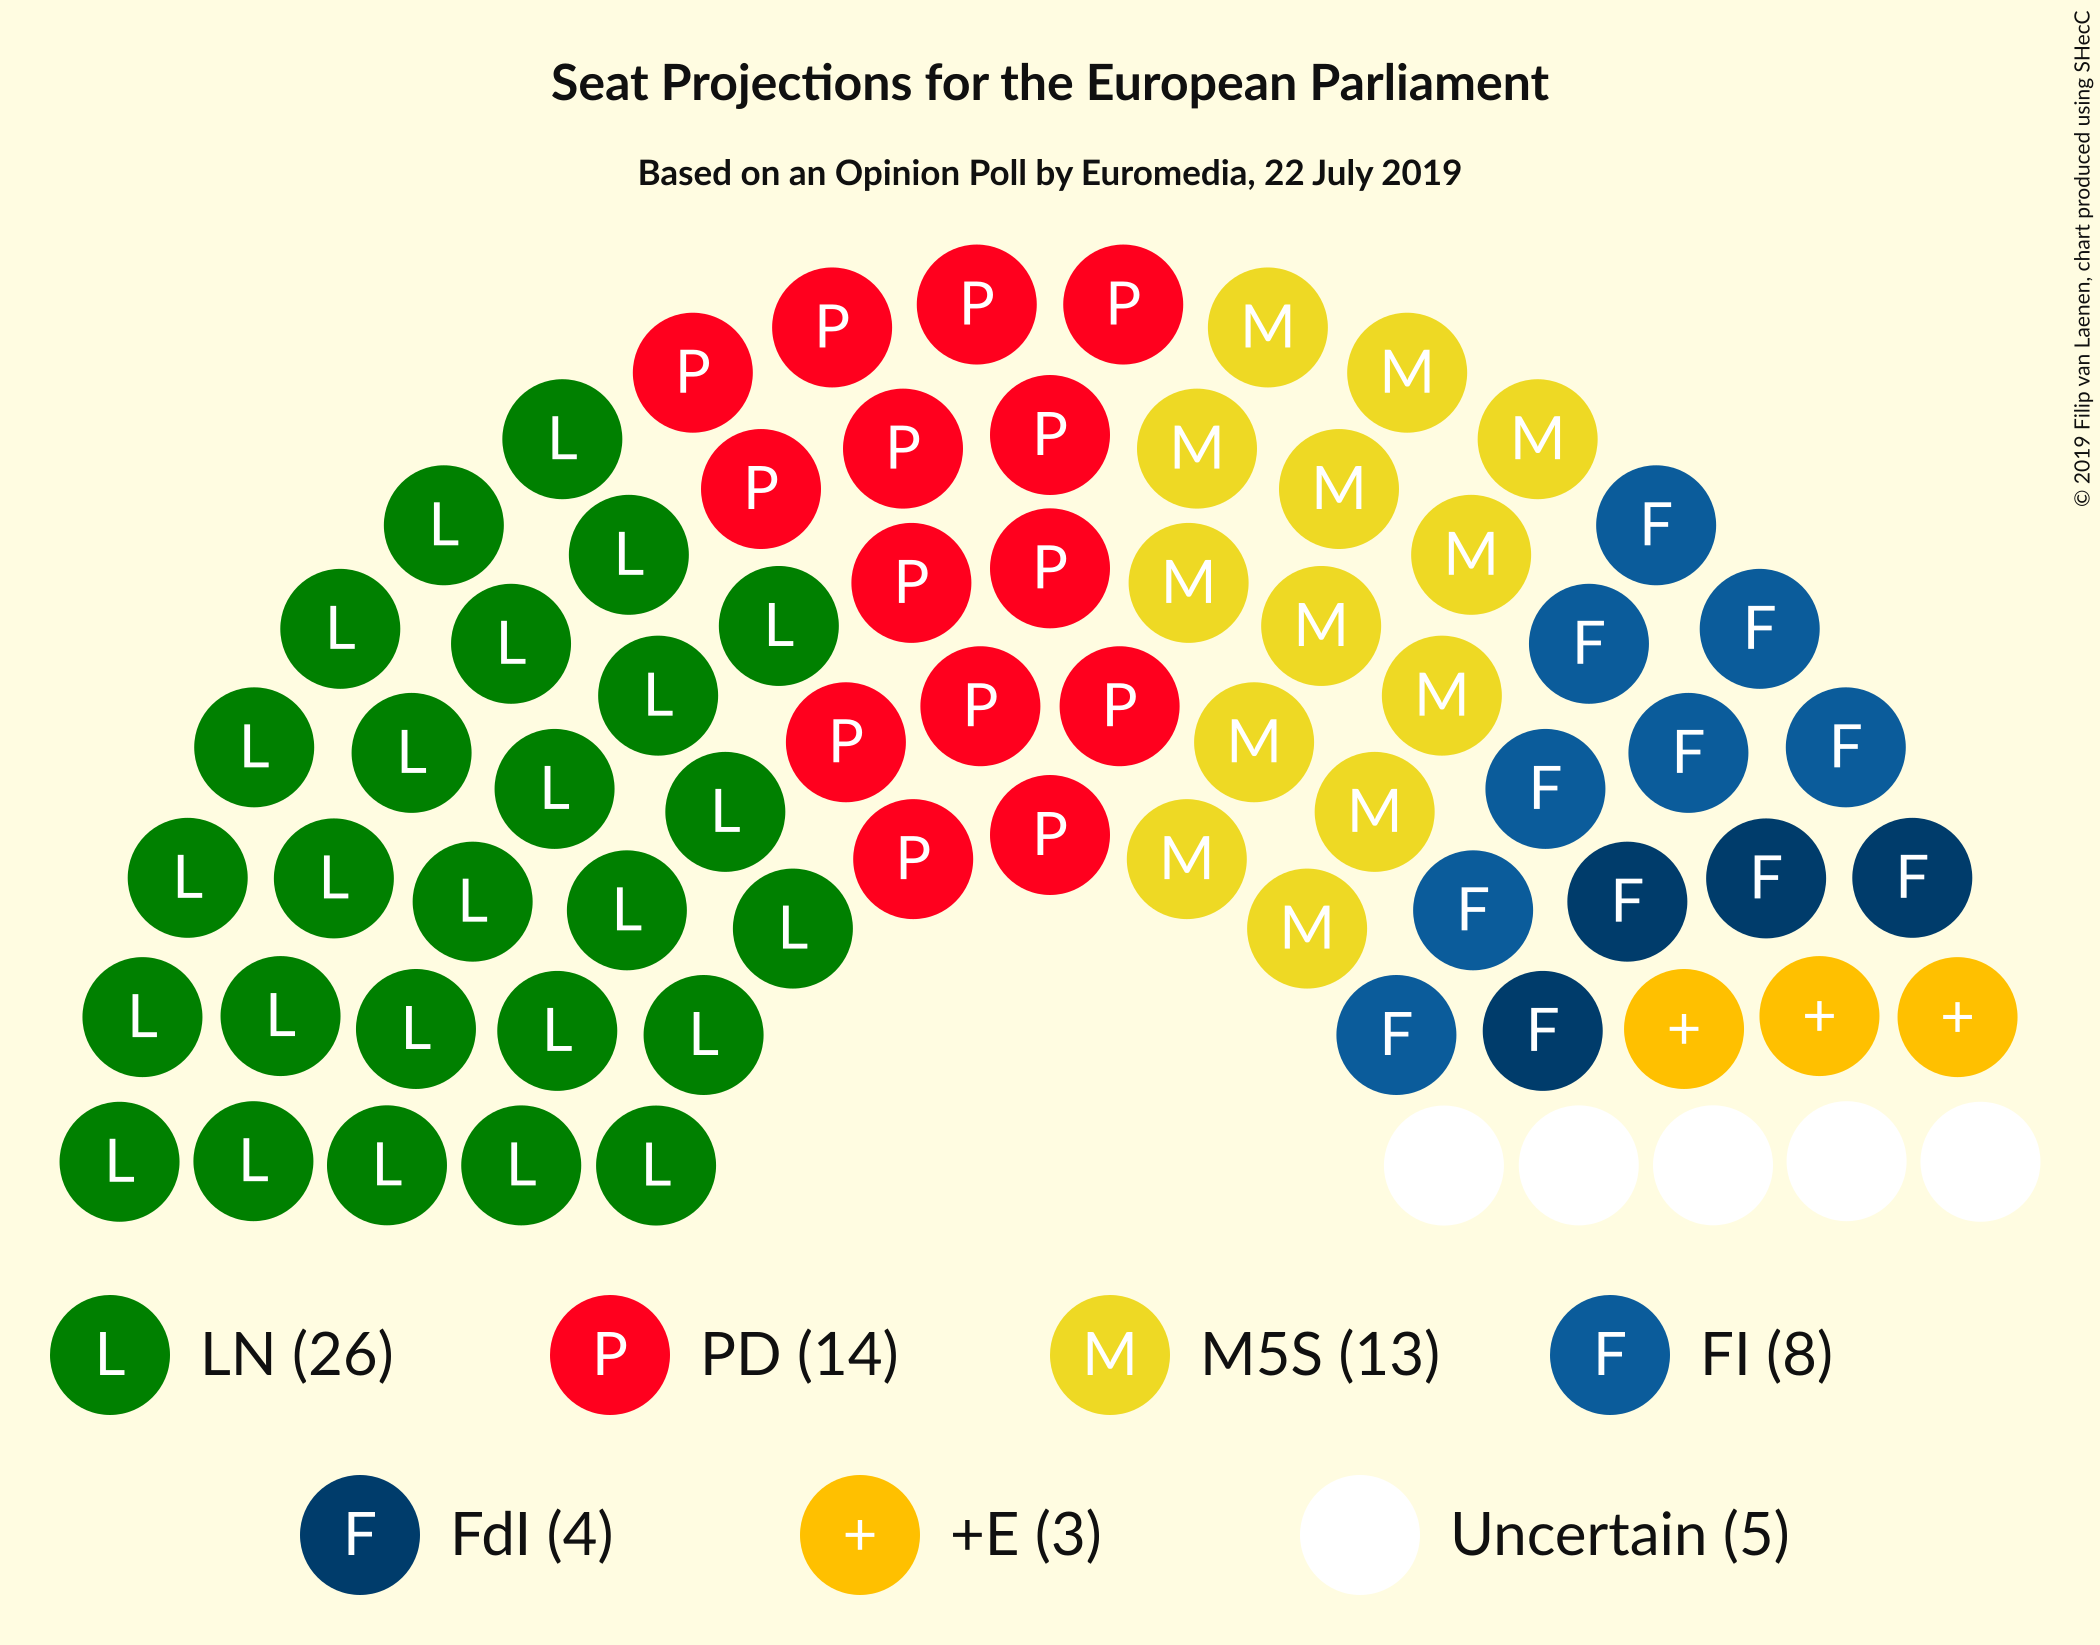 Seat Projections for the European Parliament
Based on an Opinion Poll by Euromedia, 22 July 2019
© 2019 Filip van Laenen, chart produced using SHecC
P P
P M
P M
P
L M
P M
P M
L F
L M
P
P M
L F
L M
L F
L M
P P
L F
L F
P M
L F
L M
P
P M
L F
L F
L F
L F
L M
L F
L F
L F
L +
L +
L F
L F
L L L L L
L LN (26) P PD (14) M M5S (13) F FI (8)
F FdI (4) + +E (3) Uncertain (5)